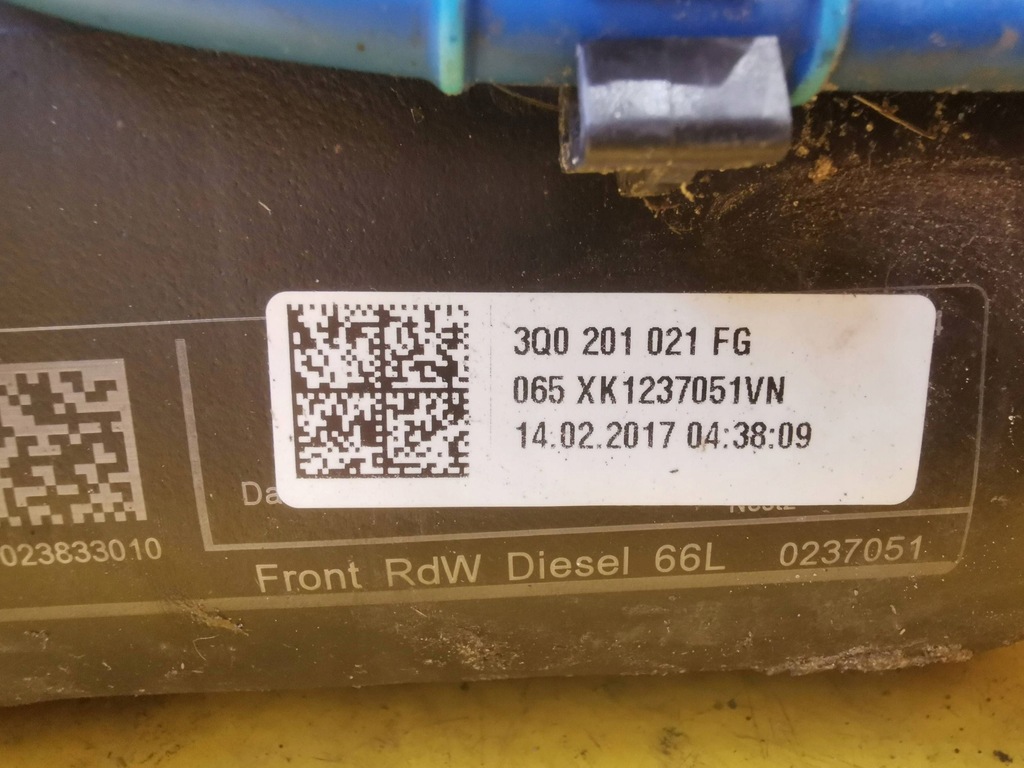 3Q0 201 021 FG
065 XK1237051VN
14.02.2017 04:38:09
023833010
Front RdW Diesel 66L 0237051